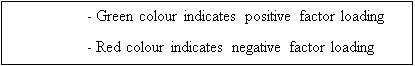 - Green colour indicates positive factor loading
- Red colour indicates negative factor loading